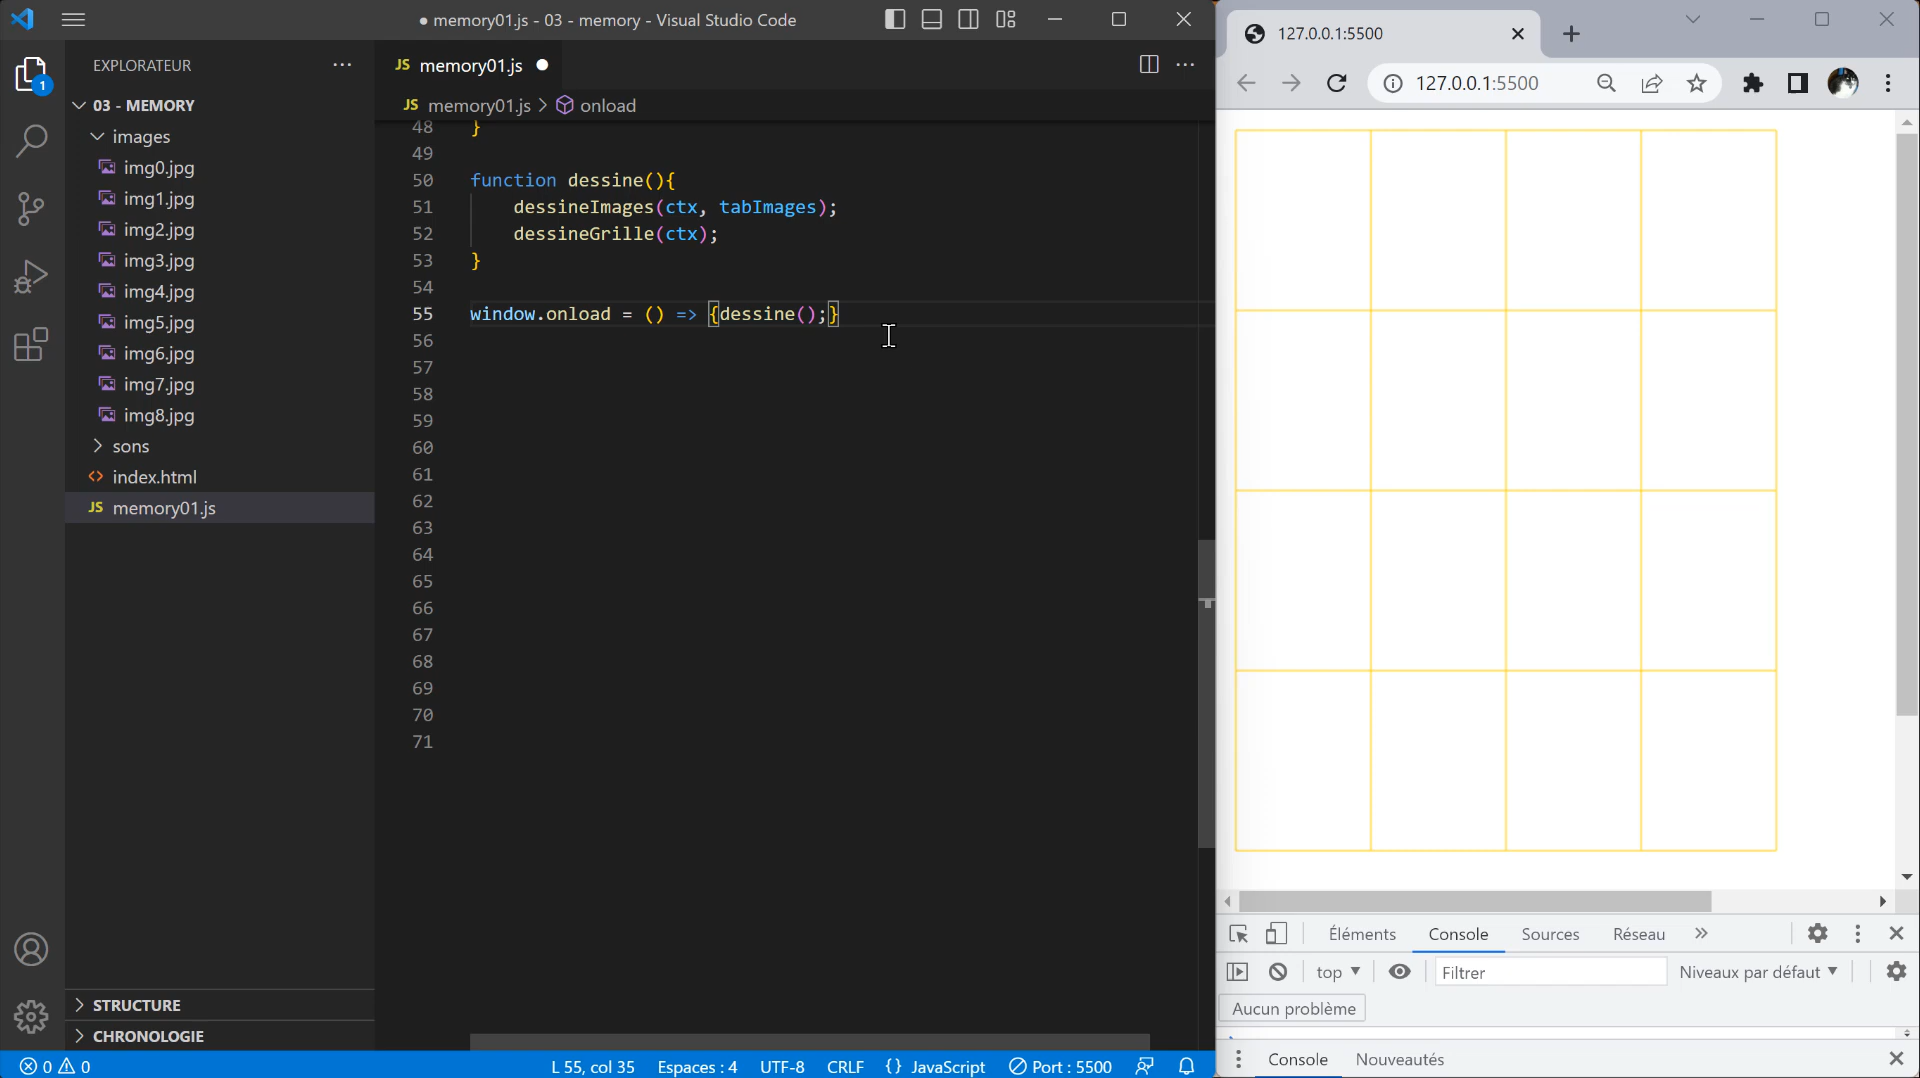 ● memory01.js - 03 - memory - Visual Studio Code
EXPLORATEUR
1
03 - MEMORY
images
img0.jpg
img1.jpg
img2.jpg
img3.jpg
img4.jpg
img5.jpg
img6.jpg
img7.jpg
img8.jpg
sons
index.html
JS memory01.js
STRUCTURE
CHRONOLOGIE
JS memory01.js ●
JS memory01.js > onload
48 }
49
50 function dessine(){
51 dessineImages(ctx, tabImages);
52 dessineGrille(ctx);
53 }
54
55 window.onload = () => {dessine();}
56
57
58
59
60
61
62
63
64
65
66
67
68
69
70
71
0 0
L 55, col 35
Espaces : 4
UTF-8
CRLF
{} JavaScript
Port : 5500
127.0.0.1:5500
127.0.0.1:5500
Éléments Console Sources Réseau »
top ▼ Filtrer Niveaux par défaut ▼
Aucun problème
Console Nouveautés